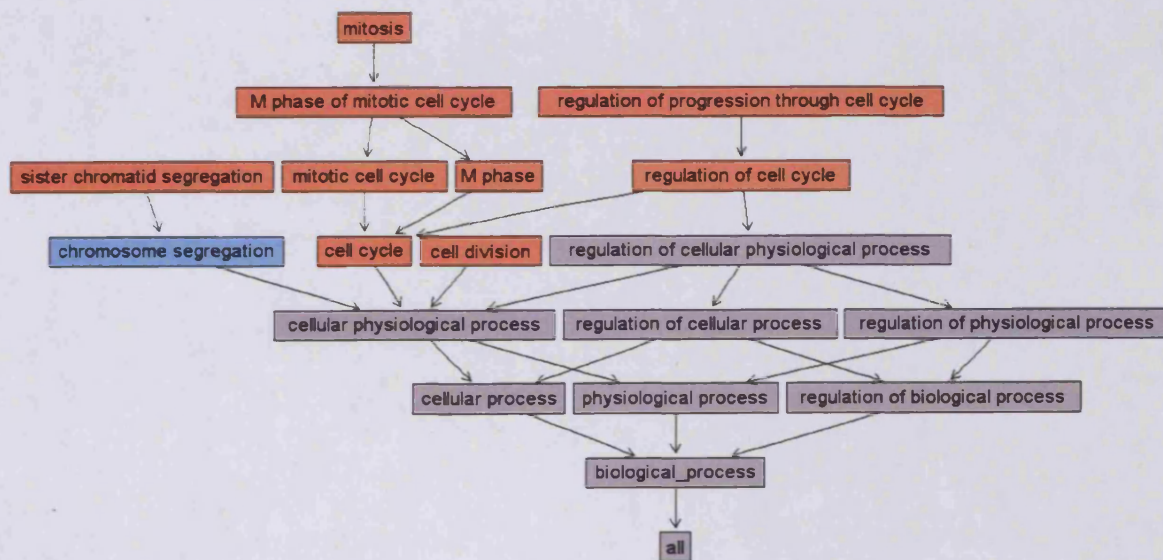 mitosis
M phase of mitotic cell cycle
regulation of progression through cell cycle
sister chromatid segregation
mitotic cell cycle
M phase
regulation of cell cycle
chromosome segregation
cell cycle
cell division
regulation of cellular physiological process
cellular physiological process
regulation of cellular process
regulation of physiological process
cellular process
physiological process
regulation of biological process
biological_process
all